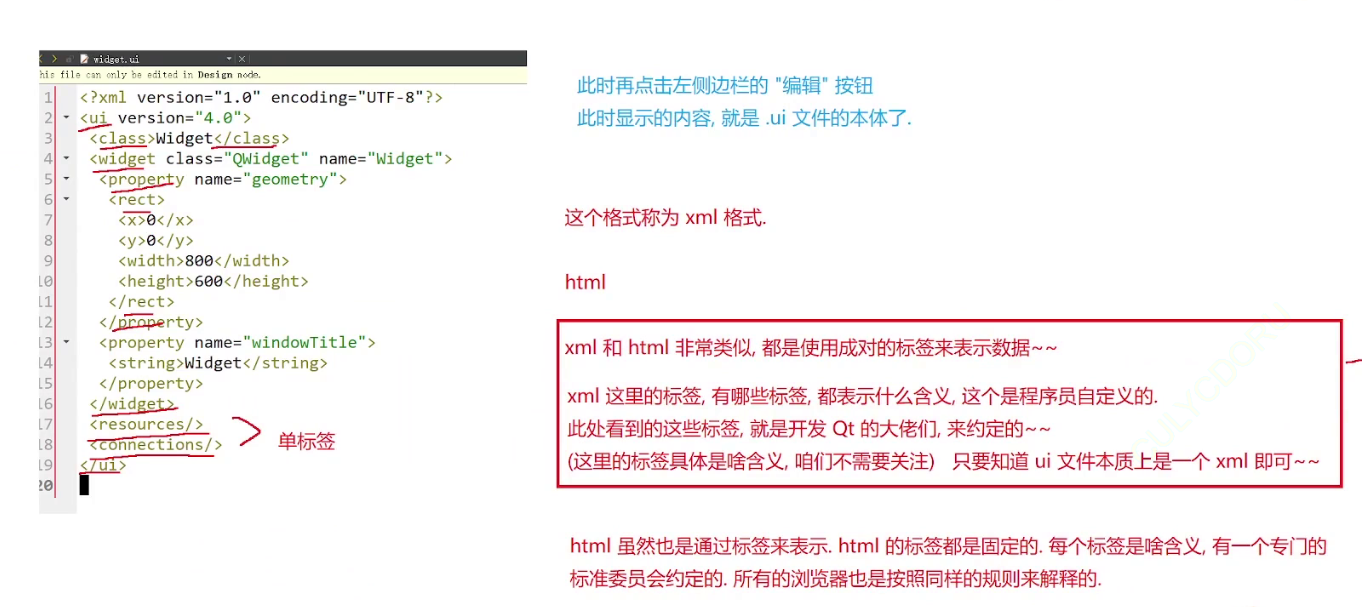 widget.ui
his file can only be edited in Design mode.
1 <?xml version="1.0" encoding="UTF-8"?>
2 <ui version="4.0">
3 <class>Widget</class>
4 <widget class="QWidget" name="Widget">
5 <property name="geometry">
6 <rect>
7 <x>0</x>
8 <y>0</y>
9 <width>800</width>
10 <height>600</height>
11 </rect>
12 </property>
13 <property name="windowTitle">
14 <string>Widget</string>
15 </property>
16 </widget>
17 <resources/>
18 <connections/>
19 </ui>
20
单标签
此时再点击左侧边栏的 "编辑" 按钮
此时显示的内容, 就是 .ui 文件的本体了.
这个格式称为 xml 格式.
html
xml 和 html 非常类似, 都是使用成对的标签来表示数据~~
xml 这里的标签, 有哪些标签, 都表示什么含义, 这个是程序员自定义的.
此处看到的这些标签, 就是开发 Qt 的大佬们, 来约定的~~
(这里的标签具体是啥含义, 咱们不需要关注) 只要知道 ui 文件本质上是一个 xml 即可~~
html 虽然也是通过标签来表示. html 的标签都是固定的. 每个标签是啥含义, 有一个专门的
标准委员会约定的. 所有的浏览器也是按照同样的规则来解释的.